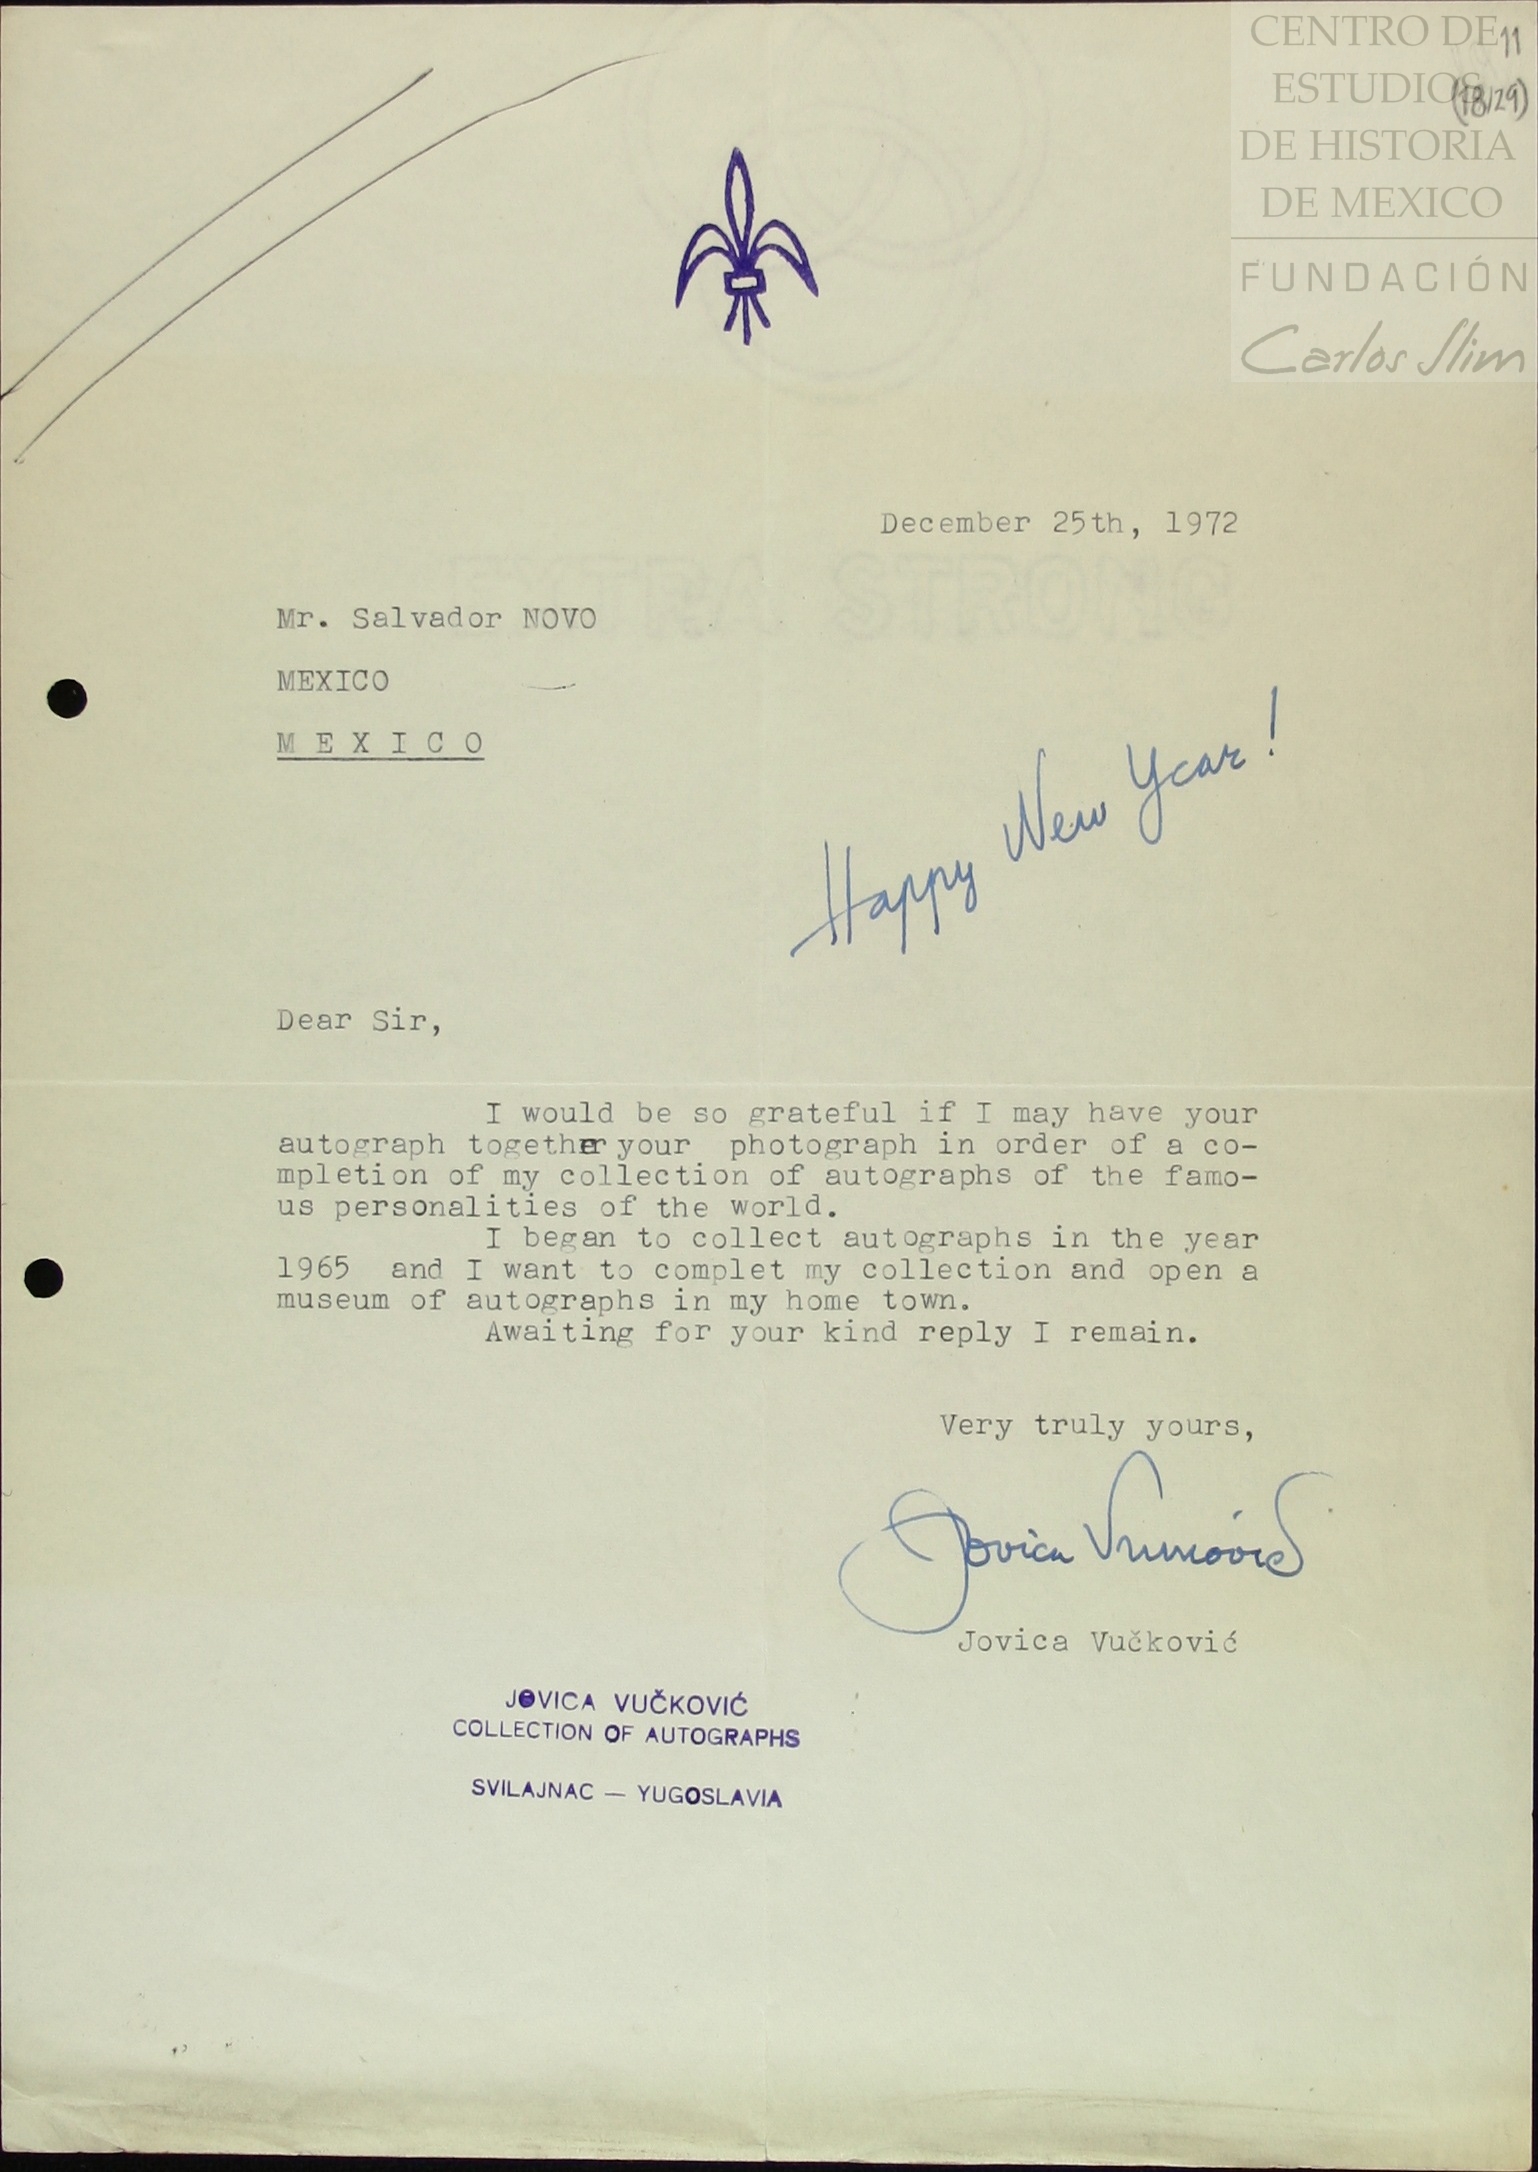 CENTRO DE
ESTUDIOS
DE HISTORIA
DE MEXICO
FUNDACIÓN
Carlos Slim
11
(18/29)
December 25th, 1972
EXTRA STRONG
Mr. Salvador NOVO
MEXICO
M E X I C O
Happy New Year!
Dear Sir,
I would be so grateful if I may have your
autograph together your photograph in order of a co-
mpletion of my collection of autographs of the famo-
us personalities of the world.
I began to collect autographs in the year
1965 and I want to complet my collection and open a
museum of autographs in my home town.
Awaiting for your kind reply I remain.
Very truly yours,
Jovica Vučković
Jovica Vučković
JOVICA VUČKOVIĆ
COLLECTION OF AUTOGRAPHS
SVILAJNAC — YUGOSLAVIA